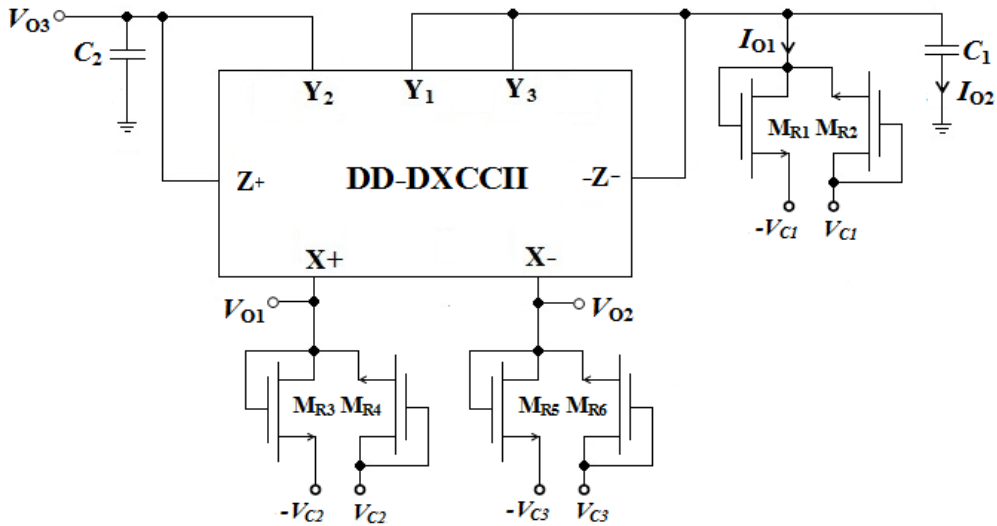 VO3
C2
IO1
C1
IO2
Y2
Y1
Y3
MR1 MR2
Z+
DD-DXCCII
-Z-
-VC1
VC1
X+
X-
VO1
VO2
MR3 MR4
MR5 MR6
-VC2
VC2
-VC3
VC3